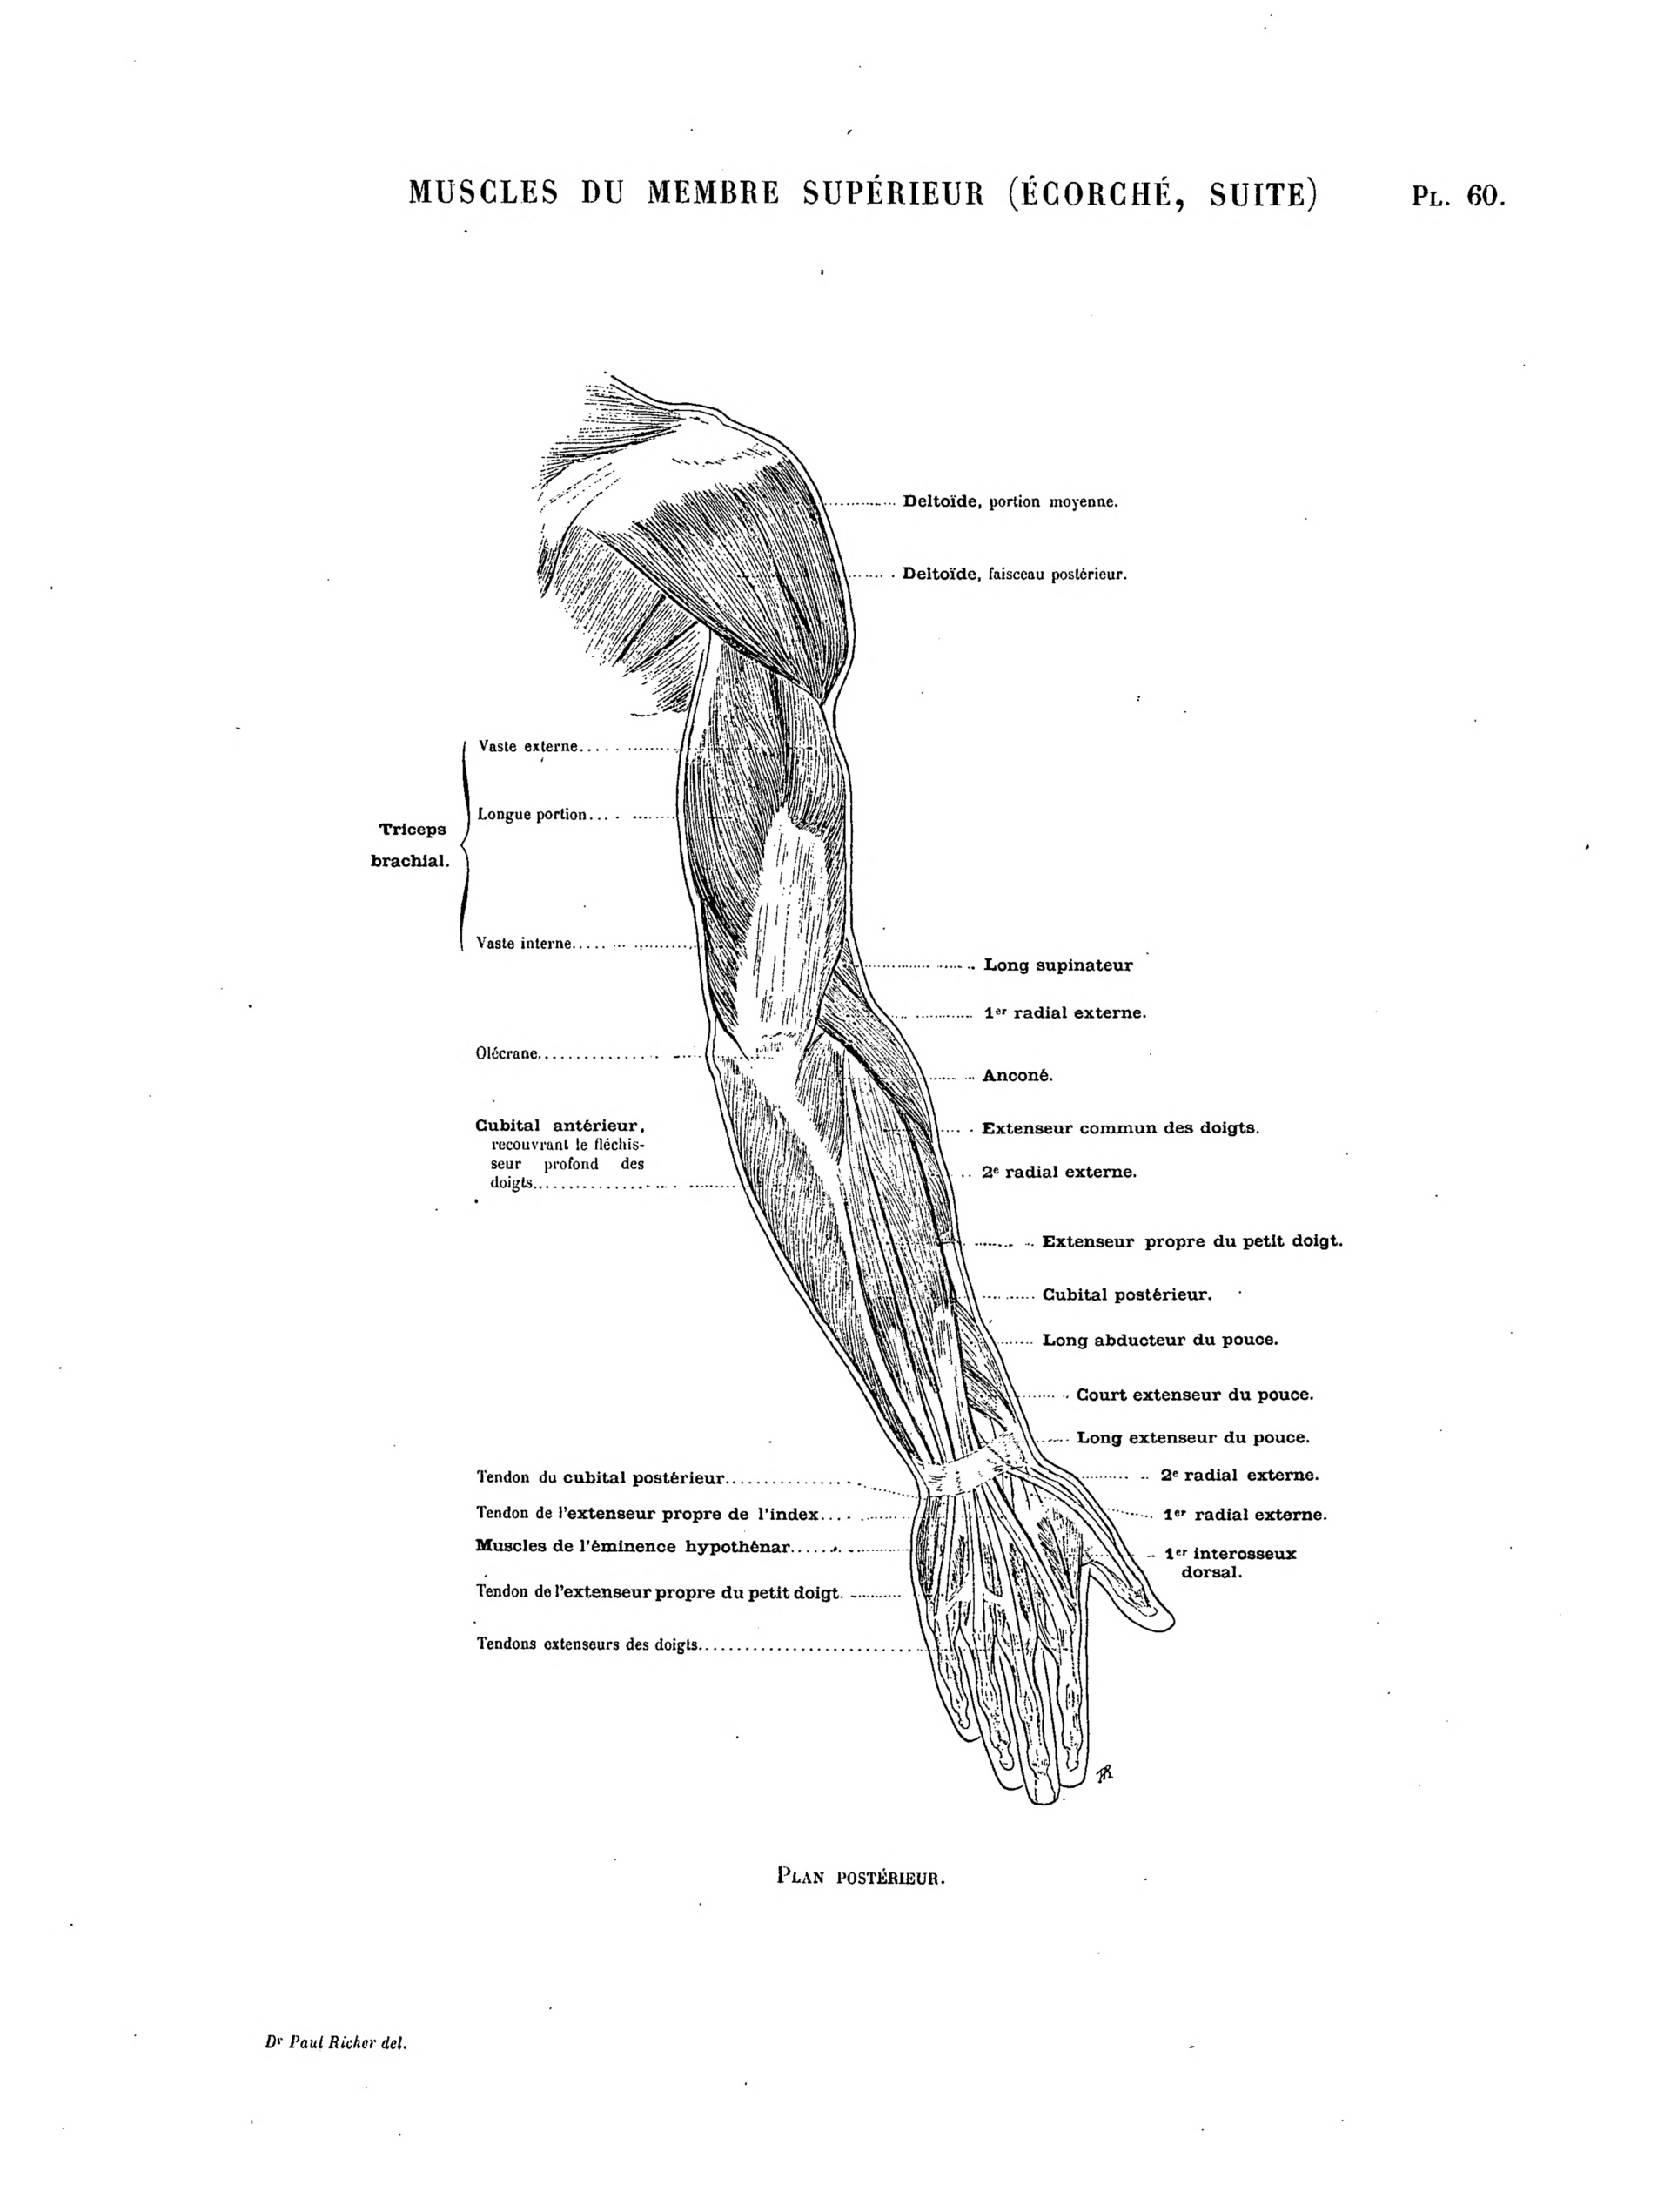 MUSCLES DU MEMBRE SUPÉRIEUR (ÉCORCHÉ, SUITE)
PL. 60.
Deltoïde, portion moyenne.
Deltoïde, faisceau postérieur.
Triceps
brachial.
Vaste externe.....
Longue portion....
Vaste interne.....
Olécrane...............
Cubital antérieur,
recouvrant le fléchis-
seur profond des
doigts...............
Long supinateur
1er radial externe.
Anconé.
Extenseur commun des doigts.
2e radial externe.
Extenseur propre du petit doigt.
Cubital postérieur.
Long abducteur du pouce.
Court extenseur du pouce.
Long extenseur du pouce.
2e radial externe.
1er radial externe.
1er interosseux
dorsal.
Tendon du cubital postérieur...............
Tendon de l'extenseur propre de l'index....
Muscles de l'éminence hypothénar......
Tendon de l'extenseur propre du petit doigt.
Tendons extenseurs des doigts.........................
PR
PLAN POSTÉRIEUR.
Dr Paul Richer del.